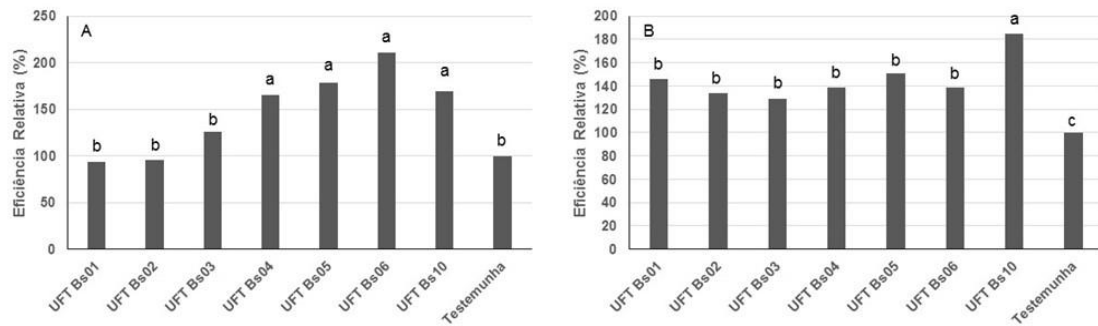 A
Eficiência Relativa (%)
250
200
150
100
50
0
b
b
b
a
a
a
a
b
UFT Bs01
UFT Bs02
UFT Bs03
UFT Bs04
UFT Bs05
UFT Bs06
UFT Bs10
Testemunha
B
Eficiência Relativa (%)
200
180
160
140
120
100
80
60
40
20
0
b
b
b
b
b
b
a
c
UFT Bs01
UFT Bs02
UFT Bs03
UFT Bs04
UFT Bs05
UFT Bs06
UFT Bs10
Testemunha